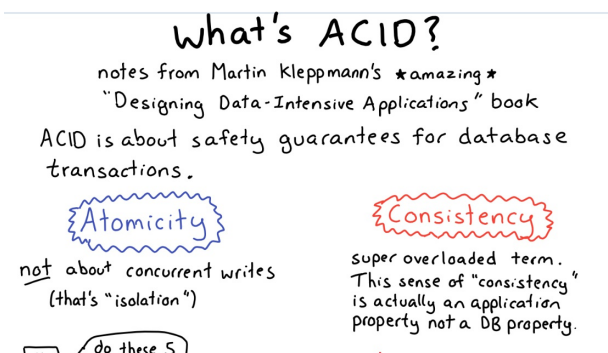 what's ACID?
notes from Martin Kleppmann's *amazing*
"Designing Data-Intensive Applications" book
ACID is about safety guarantees for database
transactions.
Atomicity
not about concurrent writes
(that's "isolation")
Consistency
super overloaded term.
This sense of "consistency"
is actually an application
property not a DB property.
do these 5